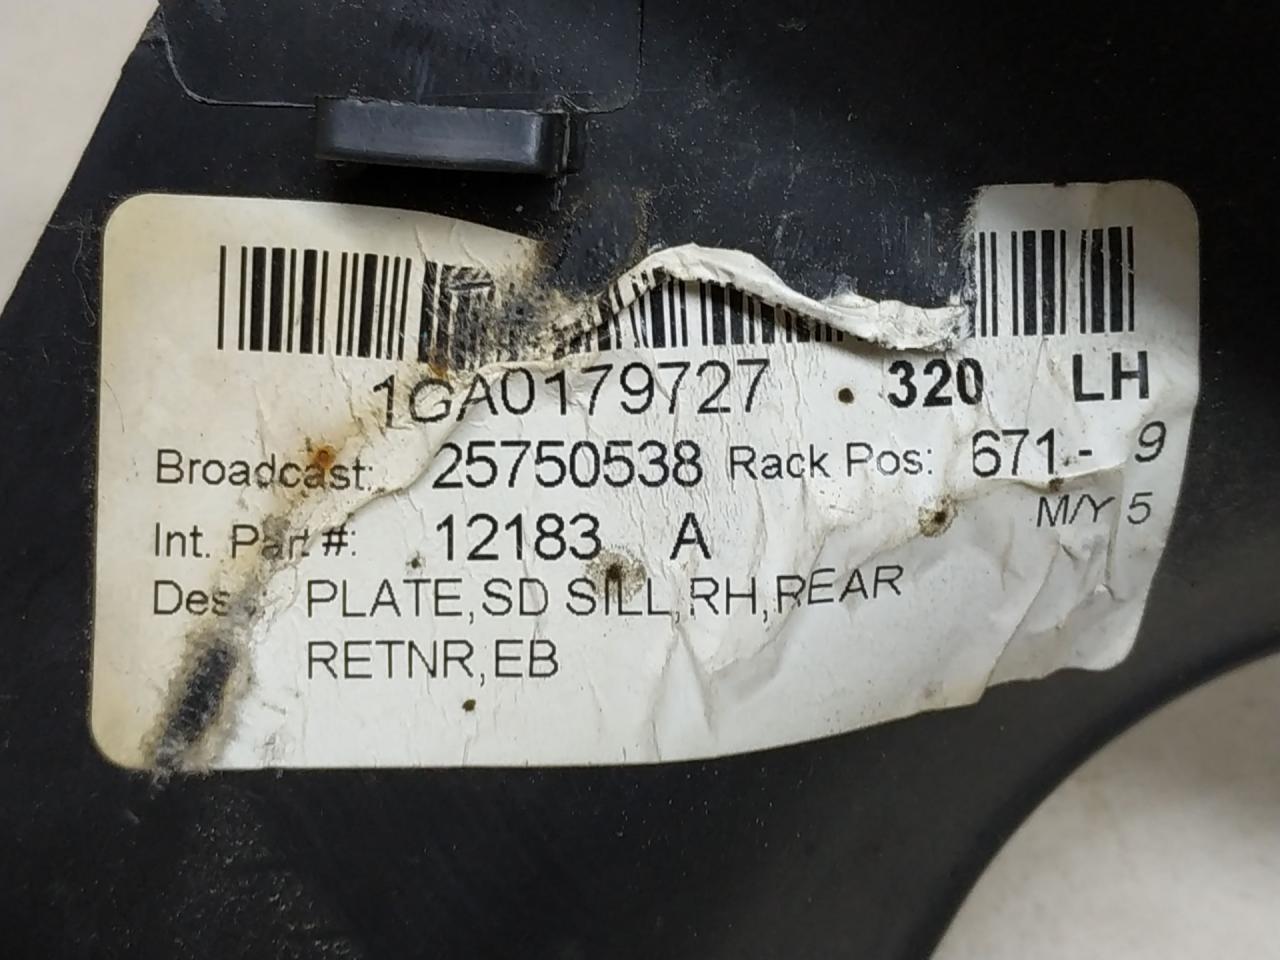 1GA0179727 320 LH
Broadcast: 25750538 Rack Pos: 671- 9
M/Y 5
Int. Part #: 12183 A
PLATE,SD SILL,RH,REAR
RETNR,EB